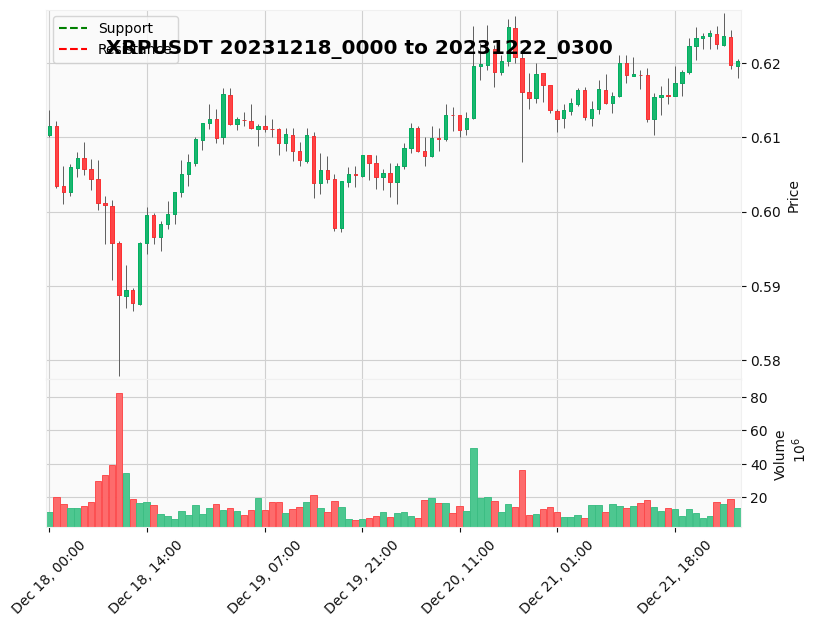 XRPUSDT 20231218_0000 to 20231222_0300
Support
Resistance
0.62
0.61
0.60
0.59
0.58
Price
80
60
40
20
Volume
10^6
Dec 18, 00:00
Dec 18, 14:00
Dec 19, 07:00
Dec 19, 21:00
Dec 20, 11:00
Dec 21, 01:00
Dec 21, 18:00